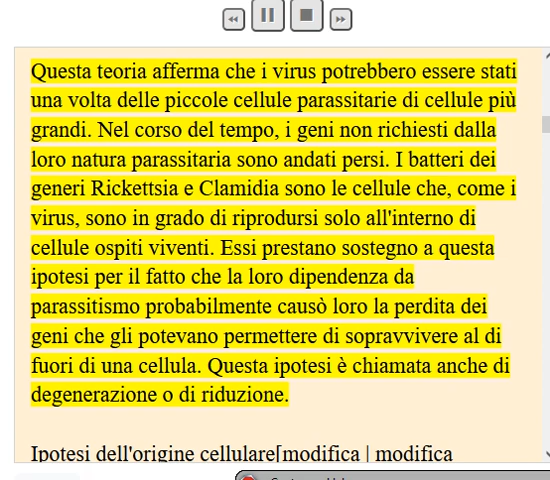 Questa teoria afferma che i virus potrebbero essere stati
una volta delle piccole cellule parassitarie di cellule più
grandi. Nel corso del tempo, i geni non richiesti dalla
loro natura parassitaria sono andati persi. I batteri dei
generi Rickettsia e Clamidia sono le cellule che, come i
virus, sono in grado di riprodursi solo all'interno di
cellule ospiti viventi. Essi prestano sostegno a questa
ipotesi per il fatto che la loro dipendenza da
parassitismo probabilmente causò loro la perdita dei
geni che gli potevano permettere di sopravvivere al di
fuori di una cellula. Questa ipotesi è chiamata anche di
degenerazione o di riduzione.
Ipotesi dell'origine cellulare[modifica | modifica